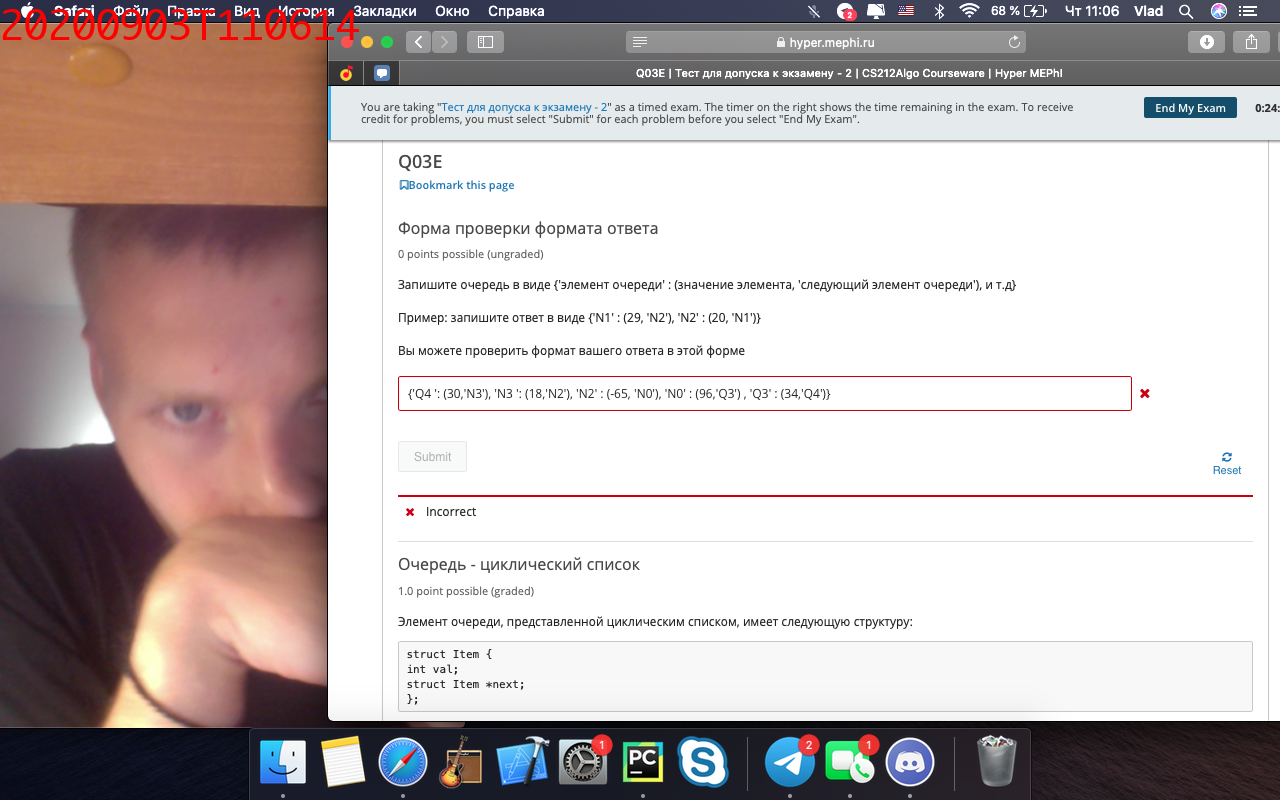 Safari Файл Правка Вид История Закладки Окно Справка 2 68 % Чт 11:06 Vlad
20200903T110614
hyper.mephi.ru
Q03E | Тест для допуска к экзамену - 2 | CS212Algo Courseware | Hyper MEPhI
You are taking "Тест для допуска к экзамену - 2" as a timed exam. The timer on the right shows the time remaining in the exam. To receive
credit for problems, you must select "Submit" for each problem before you select "End My Exam".
End My Exam 0:24:
Q03E
Bookmark this page
Форма проверки формата ответа
0 points possible (ungraded)
Запишите очередь в виде {'элемент очереди' : (значение элемента, 'следующий элемент очереди'), и т.д}
Пример: запишите ответ в виде {'N1' : (29, 'N2'), 'N2' : (20, 'N1')}
Вы можете проверить формат вашего ответа в этой форме
{'Q4 ': (30,'N3'), 'N3 ': (18,'N2'), 'N2' : (-65, 'N0'), 'N0' : (96,'Q3') , 'Q3' : (34,'Q4')}
Submit
Reset
Incorrect
Очередь - циклический список
1.0 point possible (graded)
Элемент очереди, представленной циклическим списком, имеет следующую структуру:
struct Item {
int val;
struct Item *next;
};
1
PC
2
1